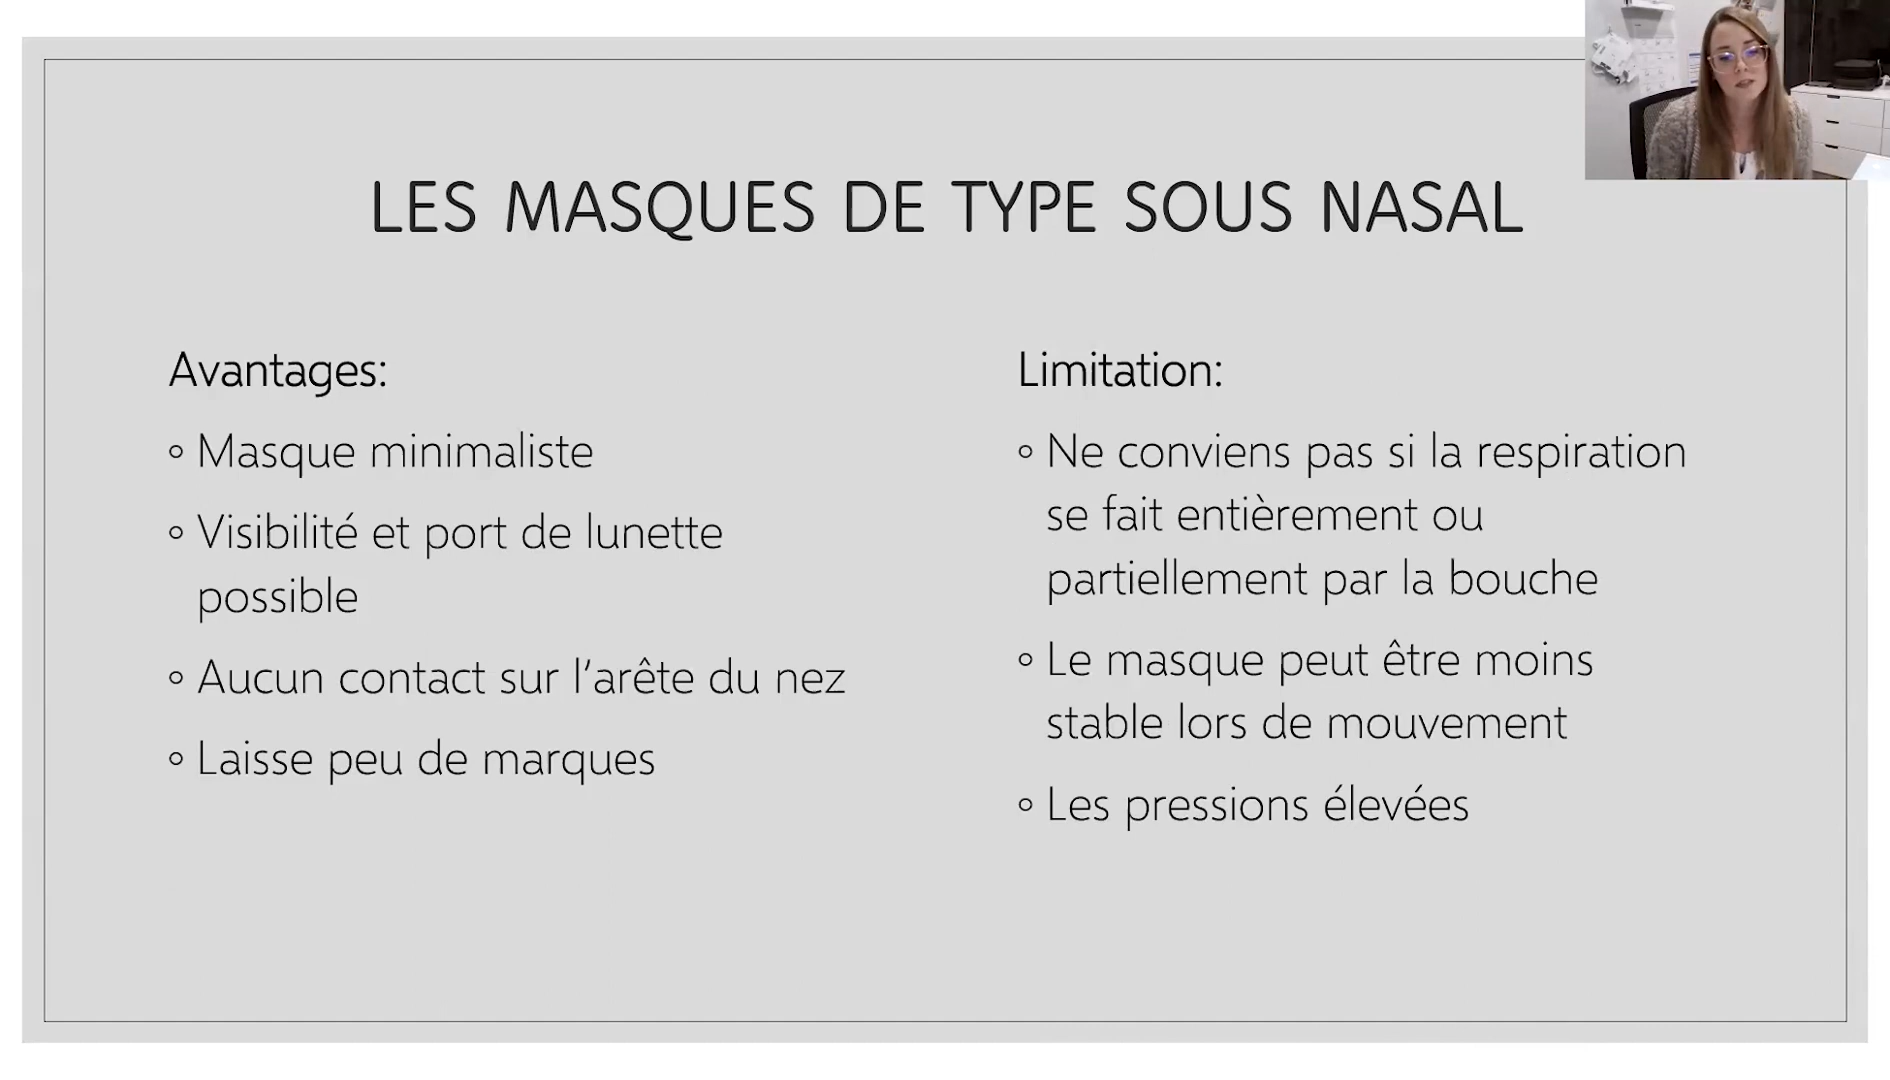 LES MASQUES DE TYPE SOUS NASAL
Avantages:
◦ Masque minimaliste
◦ Visibilité et port de lunette
possible
◦ Aucun contact sur l’arête du nez
◦ Laisse peu de marques
Limitation:
◦ Ne conviens pas si la respiration
se fait entièrement ou
partiellement par la bouche
◦ Le masque peut être moins
stable lors de mouvement
◦ Les pressions élevées